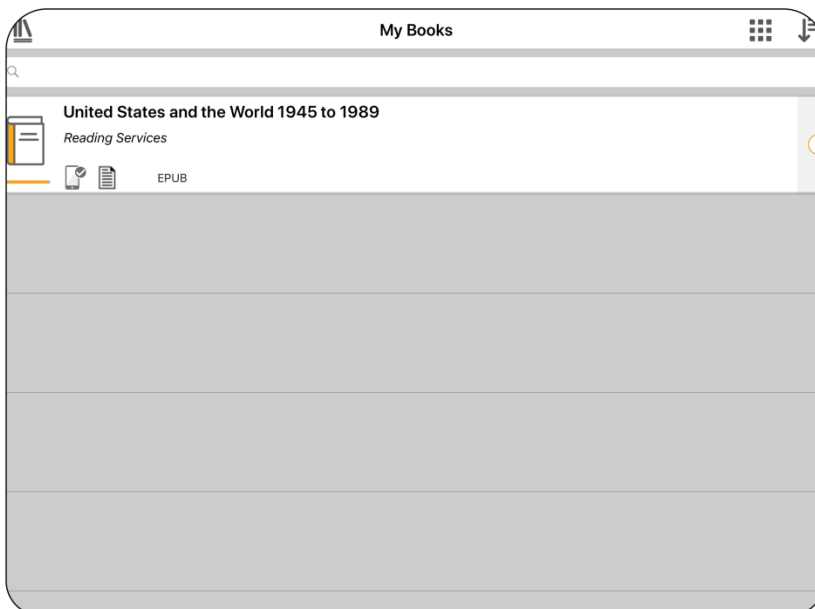 My Books
United States and the World 1945 to 1989
Reading Services
EPUB